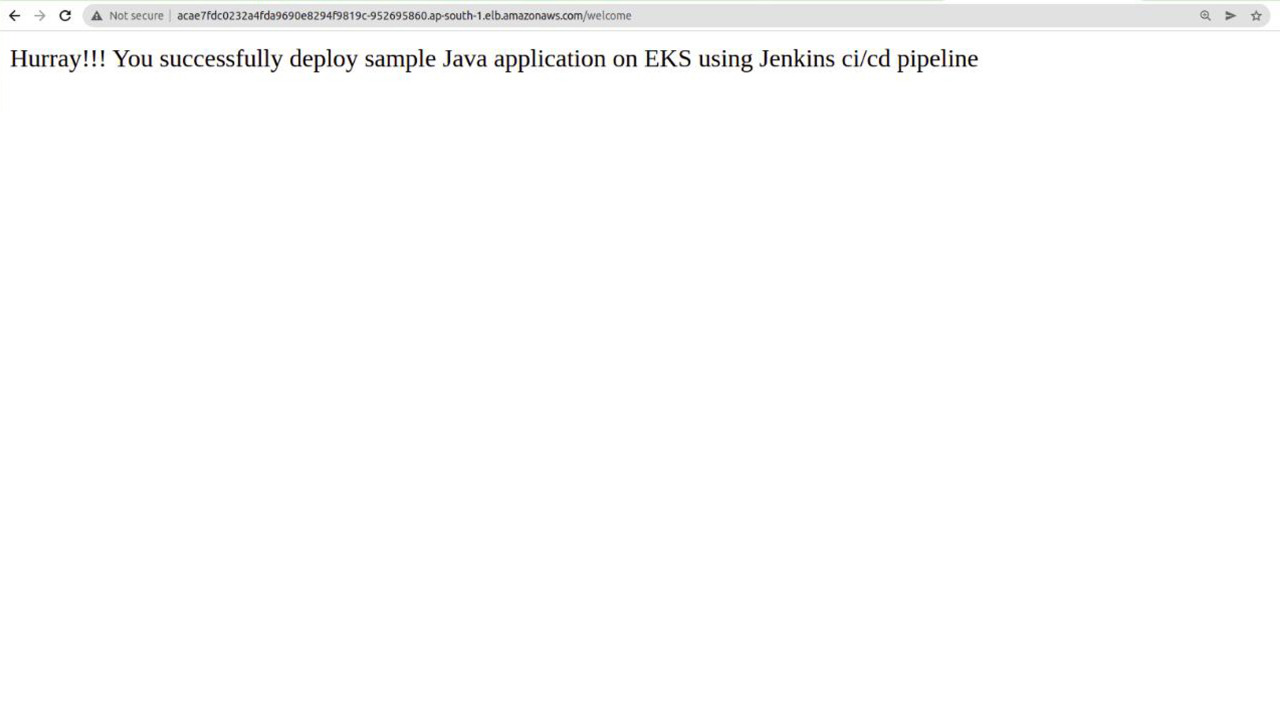 Not secure acae7fdc0232a4fda9690e8294f9819c-952695860.ap-south-1.elb.amazonaws.com/welcome
Hurray!!! You successfully deploy sample Java application on EKS using Jenkins ci/cd pipeline